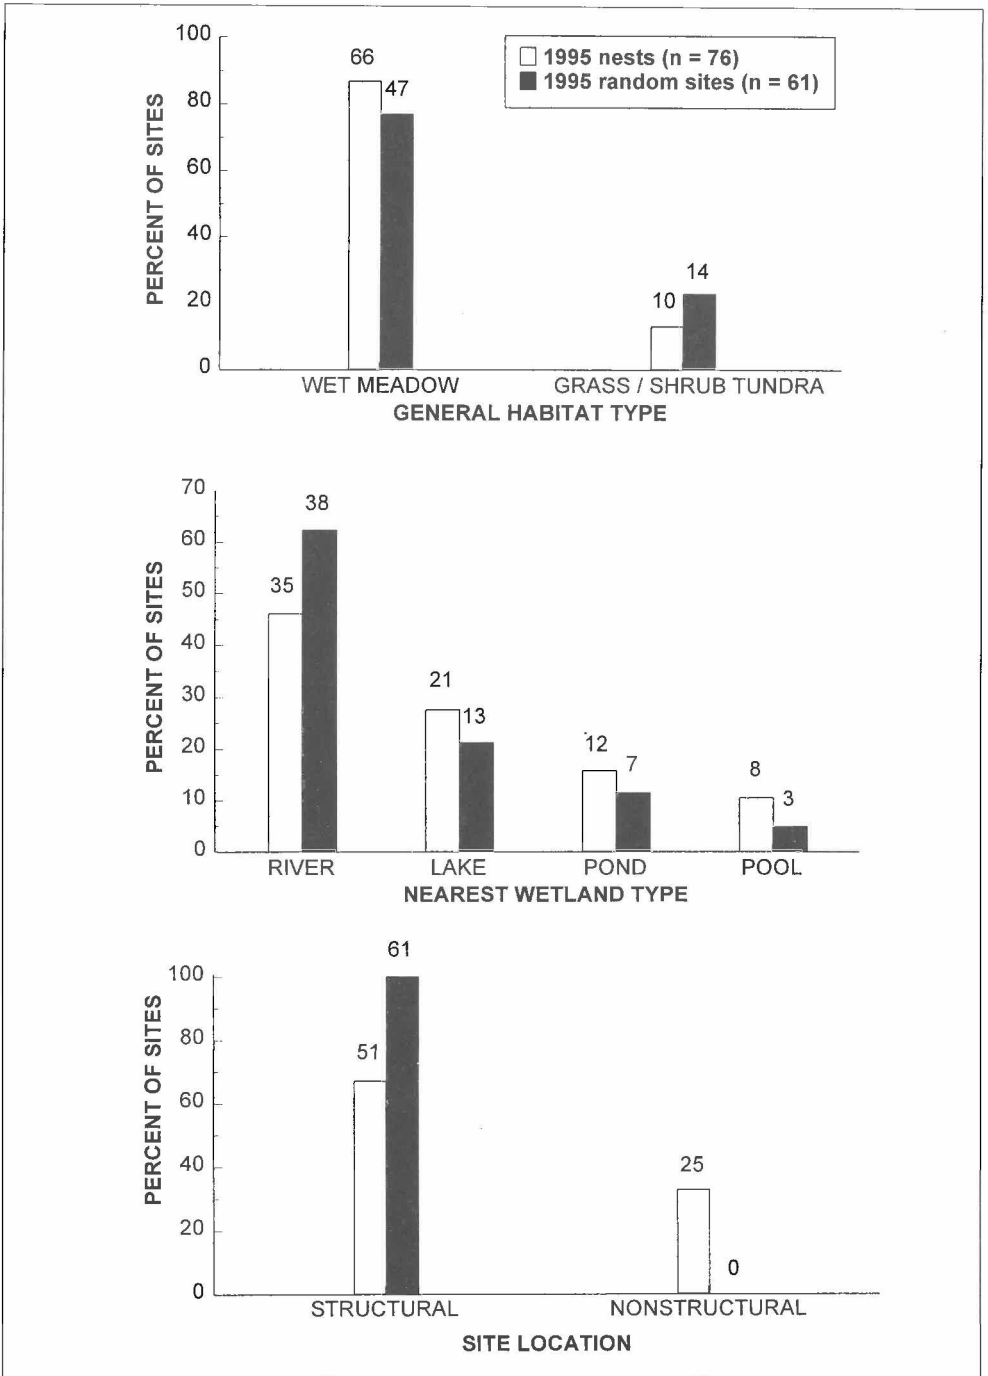 100
80
60
40
20
0
PERCENT OF SITES
1995 nests (n = 76)
1995 random sites (n = 61)
66
47
10
14
WET MEADOW
GRASS / SHRUB TUNDRA
GENERAL HABITAT TYPE
70
60
50
40
30
20
10
0
PERCENT OF SITES
35
38
21
13
12
7
8
3
RIVER
LAKE
POND
POOL
NEAREST WETLAND TYPE
100
80
60
40
20
0
PERCENT OF SITES
51
61
25
0
STRUCTURAL
NONSTRUCTURAL
SITE LOCATION